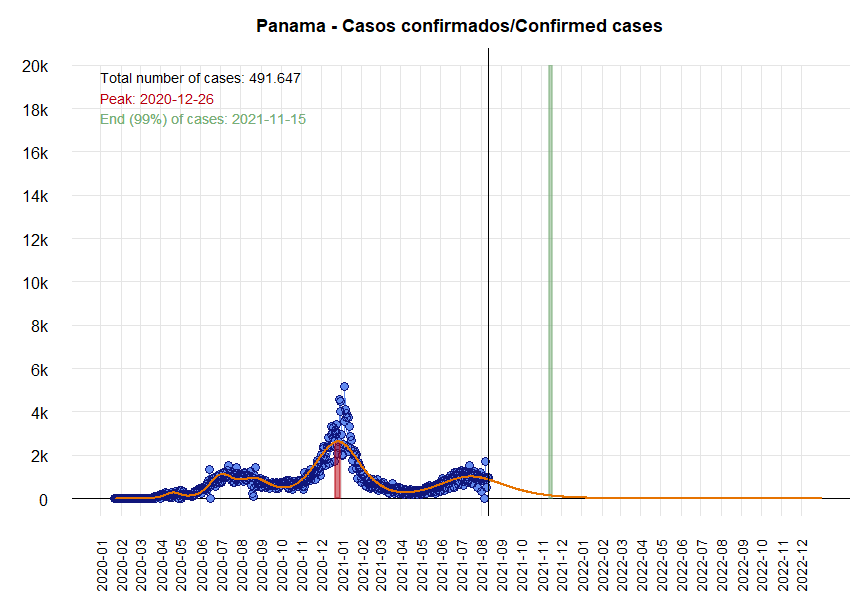 Panama - Casos confirmados/Confirmed cases
20k
18k
16k
14k
12k
10k
8k
6k
4k
2k
0
Total number of cases: 491.647
Peak: 2020-12-26
End (99%) of cases: 2021-11-15
2020-01
2020-02
2020-03
2020-04
2020-05
2020-06
2020-07
2020-08
2020-09
2020-10
2020-11
2020-12
2021-01
2021-02
2021-03
2021-04
2021-05
2021-06
2021-07
2021-08
2021-09
2021-10
2021-11
2021-12
2022-01
2022-02
2022-03
2022-04
2022-05
2022-06
2022-07
2022-08
2022-09
2022-10
2022-11
2022-12